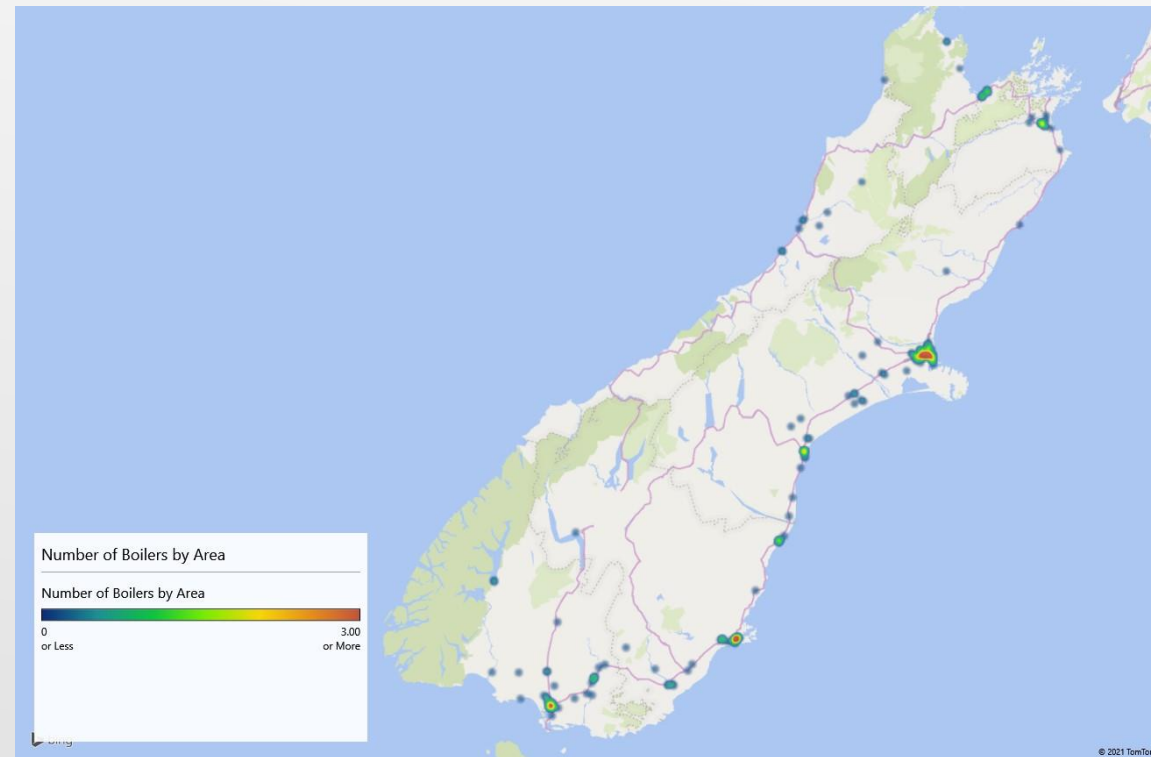 Number of Boilers by Area
Number of Boilers by Area
0
3.00
or Less
or More
© 2021 TomTom